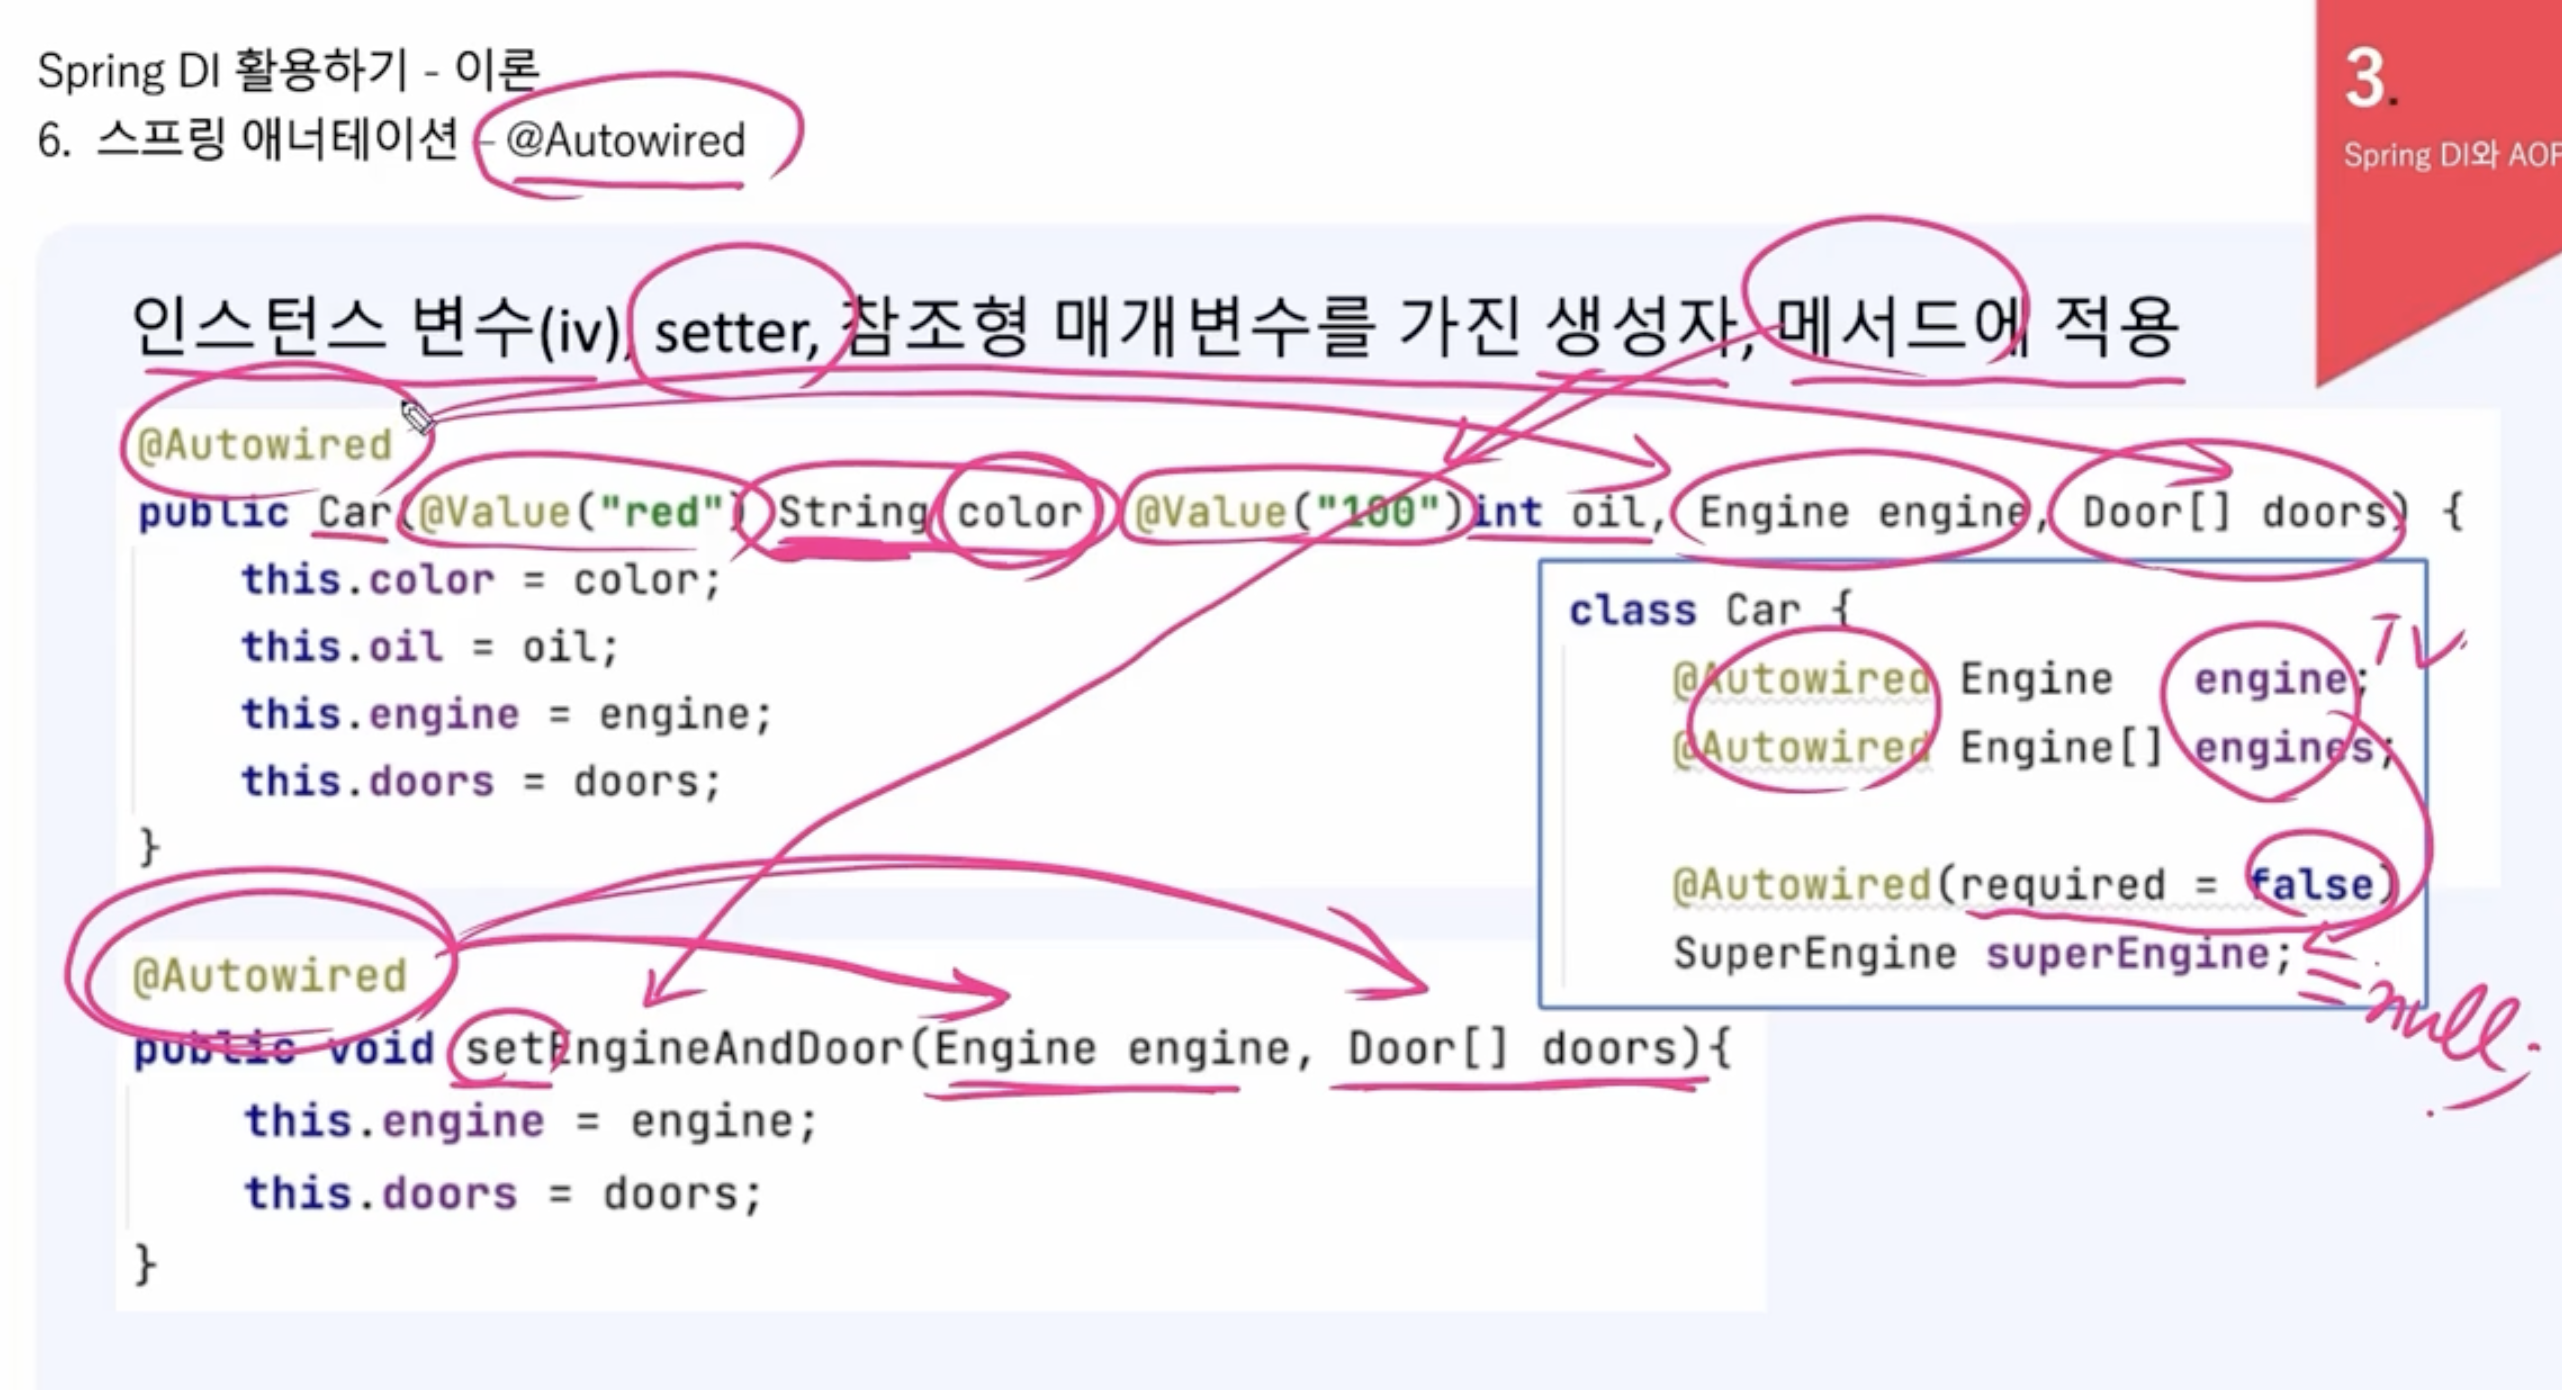 Spring DI 활용하기 - 이론
6. 스프링 애너테이션 - @Autowired
3.
Spring DI와 AOP
인스턴스 변수(iv), setter, 참조형 매개변수를 가진 생성자, 메서드에 적용
@Autowired
public Car(@Value("red") String color, @Value("100")int oil, Engine engine, Door[] doors) {
this.color = color;
this.oil = oil;
this.engine = engine;
this.doors = doors;
}
class Car {
@Autowired Engine engine;
@Autowired Engine[] engines;
@Autowired(required = false)
SuperEngine superEngine;
IV
null.
@Autowired
public void setEngineAndDoor(Engine engine, Door[] doors){
this.engine = engine;
this.doors = doors;
}